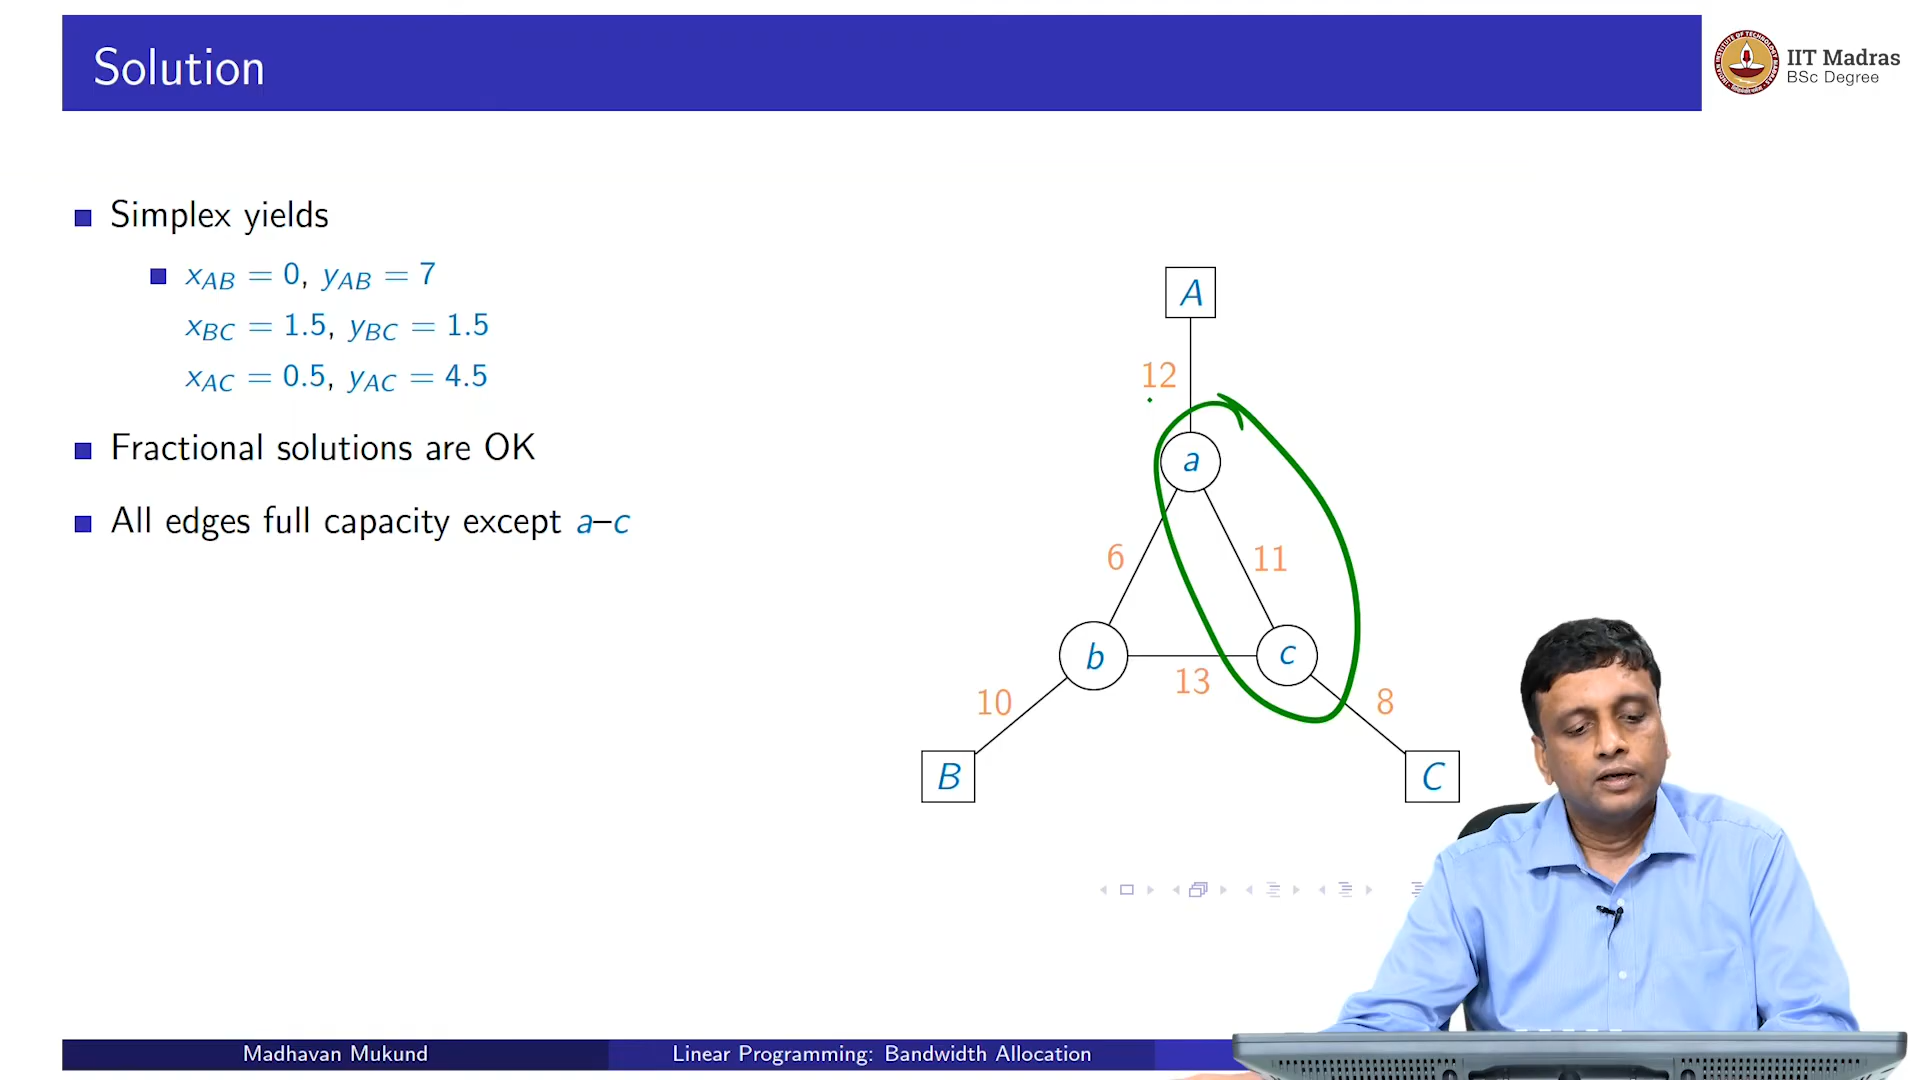 Solution
IIT Madras
BSc Degree
Simplex yields
x_AB = 0, y_AB = 7
x_BC = 1.5, y_BC = 1.5
x_AC = 0.5, y_AC = 4.5
Fractional solutions are OK
All edges full capacity except a–c
A
12
a
6
11
b
c
13
10
8
B
C
Madhavan Mukund
Linear Programming: Bandwidth Allocation